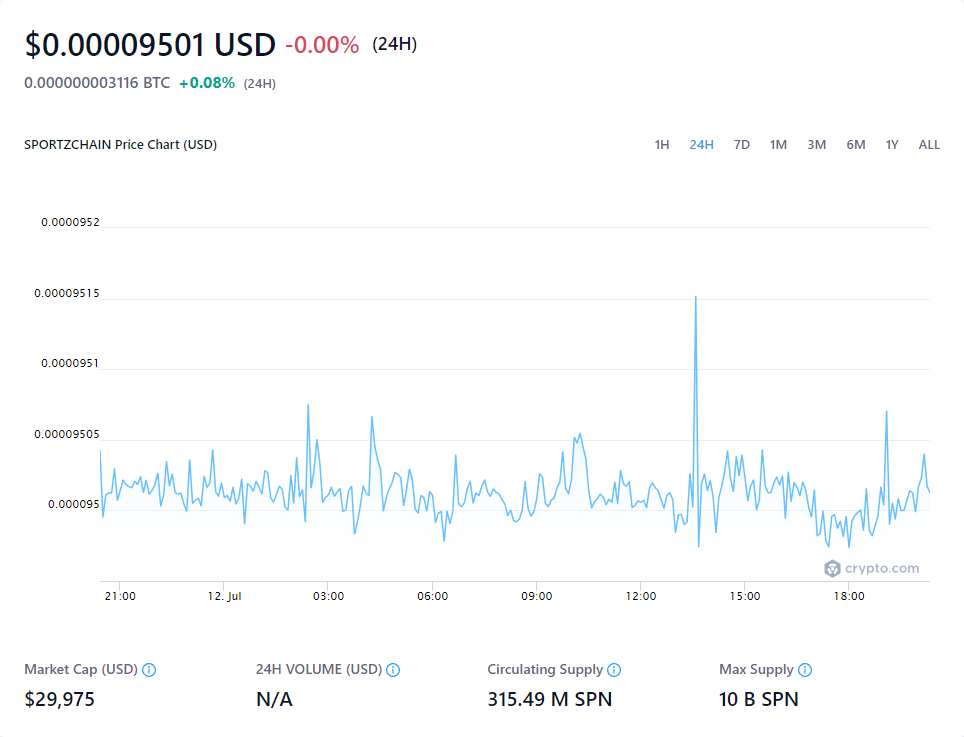 $0.00009501 USD -0.00% (24H)
0.000000003116 BTC +0.08% (24H)
SPORTZCHAIN Price Chart (USD) 1H 24H 7D 1M 3M 6M 1Y ALL
0.0000952
0.00009515
0.0000951
0.00009505
0.000095
crypto.com
21:00 12. Jul 03:00 06:00 09:00 12:00 15:00 18:00
Market Cap (USD) 24H VOLUME (USD) Circulating Supply Max Supply
$29,975 N/A 315.49 M SPN 10 B SPN